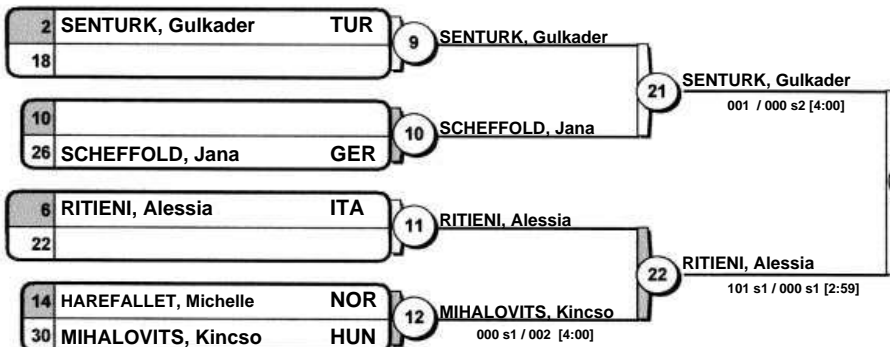 2 SENTURK, Gulkader TUR
18
9 SENTURK, Gulkader
10
26 SCHEFFOLD, Jana GER
10 SCHEFFOLD, Jana
21 SENTURK, Gulkader
001 / 000 s2 [4:00]
6 RITIENI, Alessia ITA
22
11 RITIENI, Alessia
14 HAREFALLET, Michelle NOR
30 MIHALOVITS, Kincso HUN
12 MIHALOVITS, Kincso
000 s1 / 002 [4:00]
22 RITIENI, Alessia
101 s1 / 000 s1 [2:59]